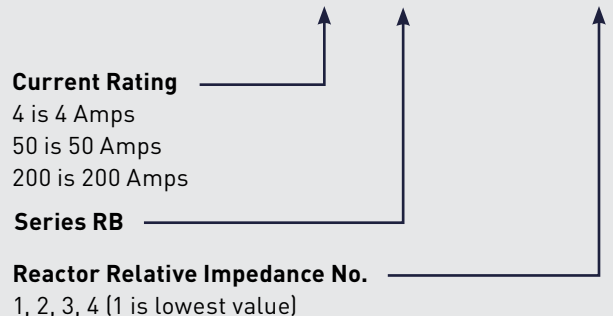 Current Rating
4 is 4 Amps
50 is 50 Amps
200 is 200 Amps
Series RB
Reactor Relative Impedance No.
1, 2, 3, 4 (1 is lowest value)